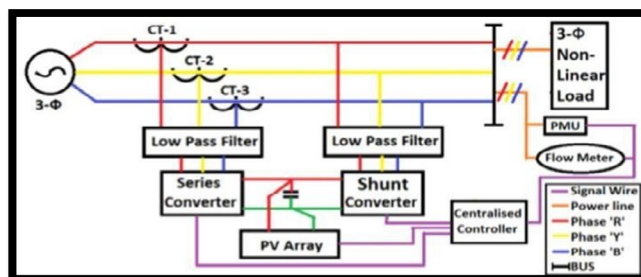 CT-1
CT-2
CT-3
3-Φ
3-Φ
Non-
Linear
Load
PMU
Flow Meter
Low Pass Filter
Low Pass Filter
Series
Converter
Shunt
Converter
PV Array
Centralised
Controller
Signal Wire
Power line
Phase 'R'
Phase 'Y'
Phase 'B'
BUS